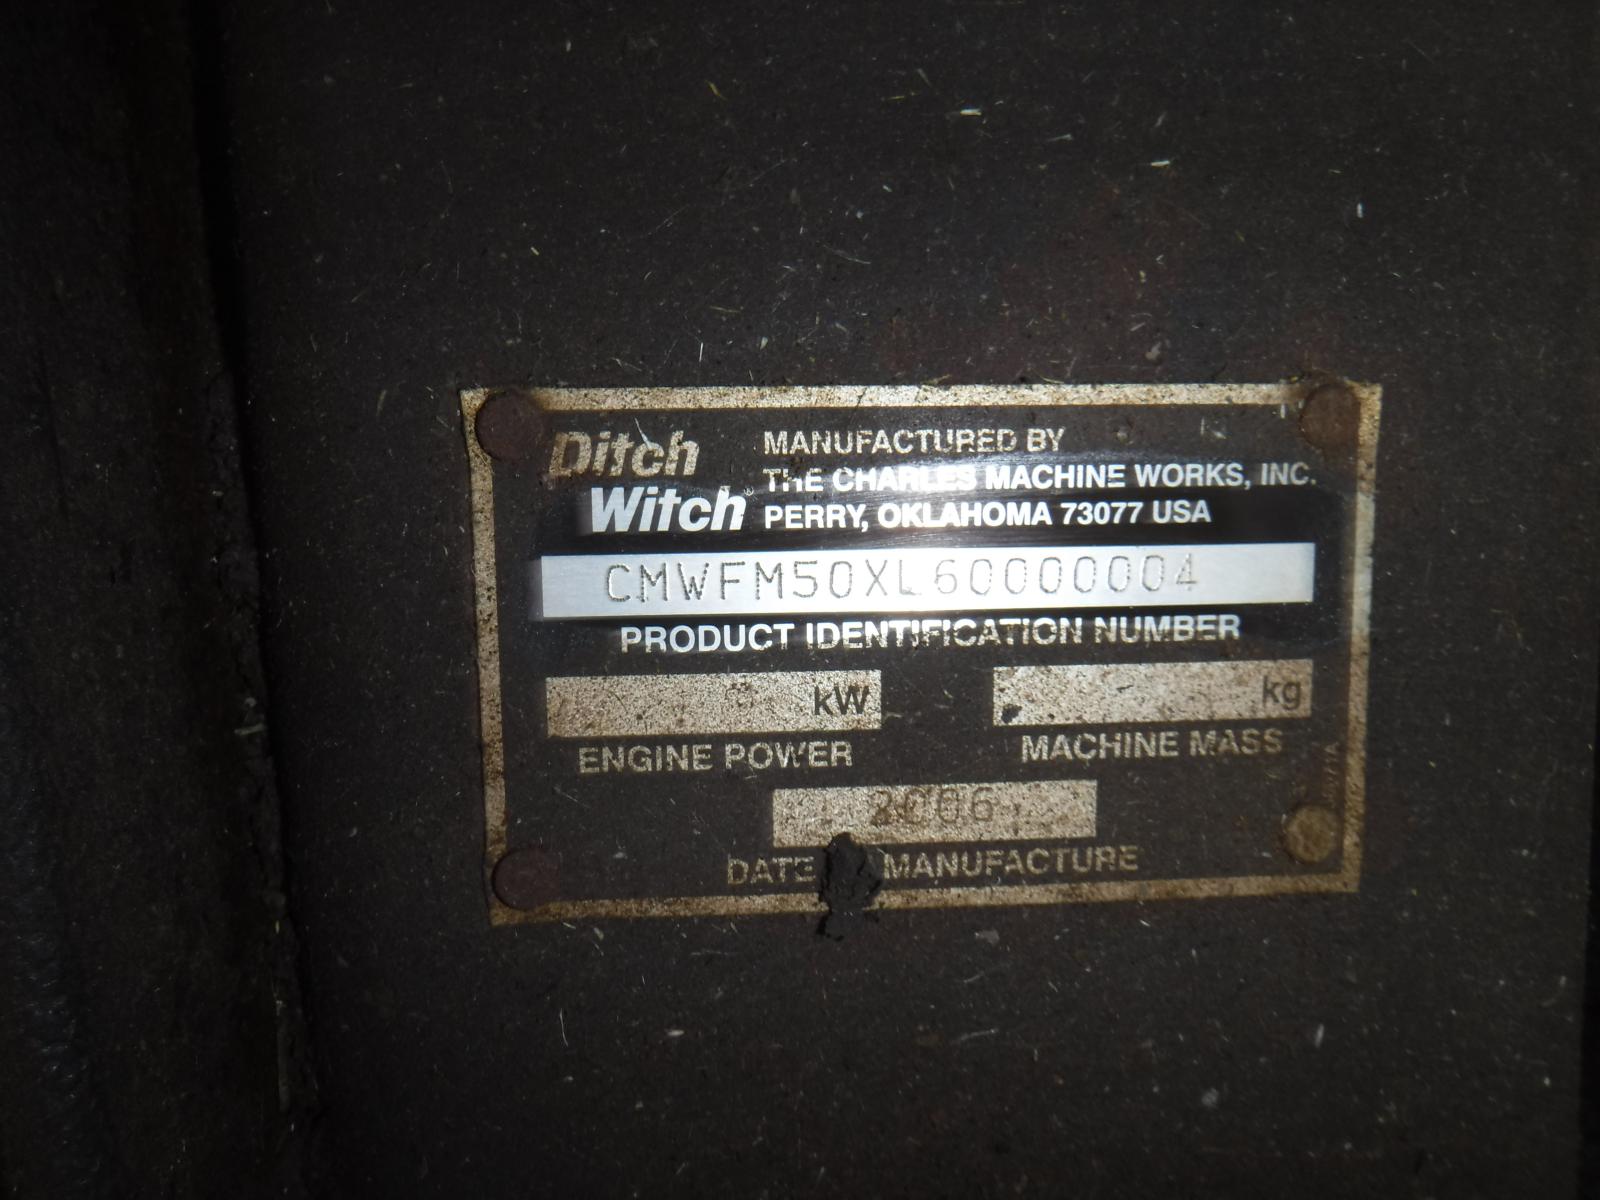 Ditch
Witch®
MANUFACTURED BY
THE CHARLES MACHINE WORKS, INC.
PERRY, OKLAHOMA 73077 USA
CMWFM50XL60000004
PRODUCT IDENTIFICATION NUMBER
kW
kg
ENGINE POWER
MACHINE MASS
2006
DATE MANUFACTURE